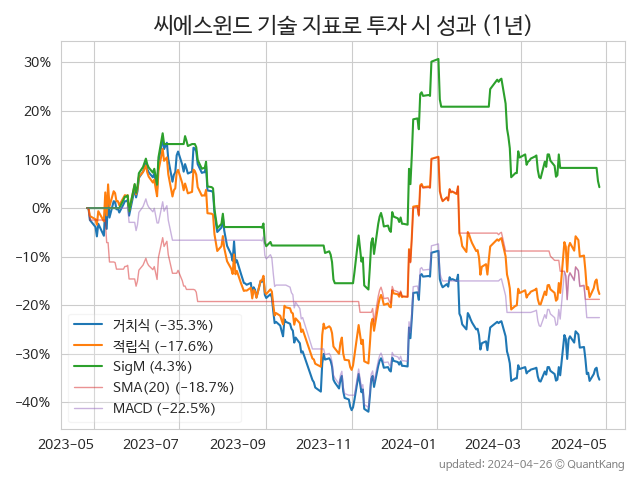 씨에스윈드 기술 지표로 투자 시 성과 (1년)
30%
20%
10%
0%
−10%
−20%
−30%
−40%
거치식 (−35.3%)
적립식 (−17.6%)
SigM (4.3%)
SMA(20) (−18.7%)
MACD (−22.5%)
2023-05 2023-07 2023-09 2023-11 2024-01 2024-03 2024-05
updated: 2024-04-26 © QuantKang